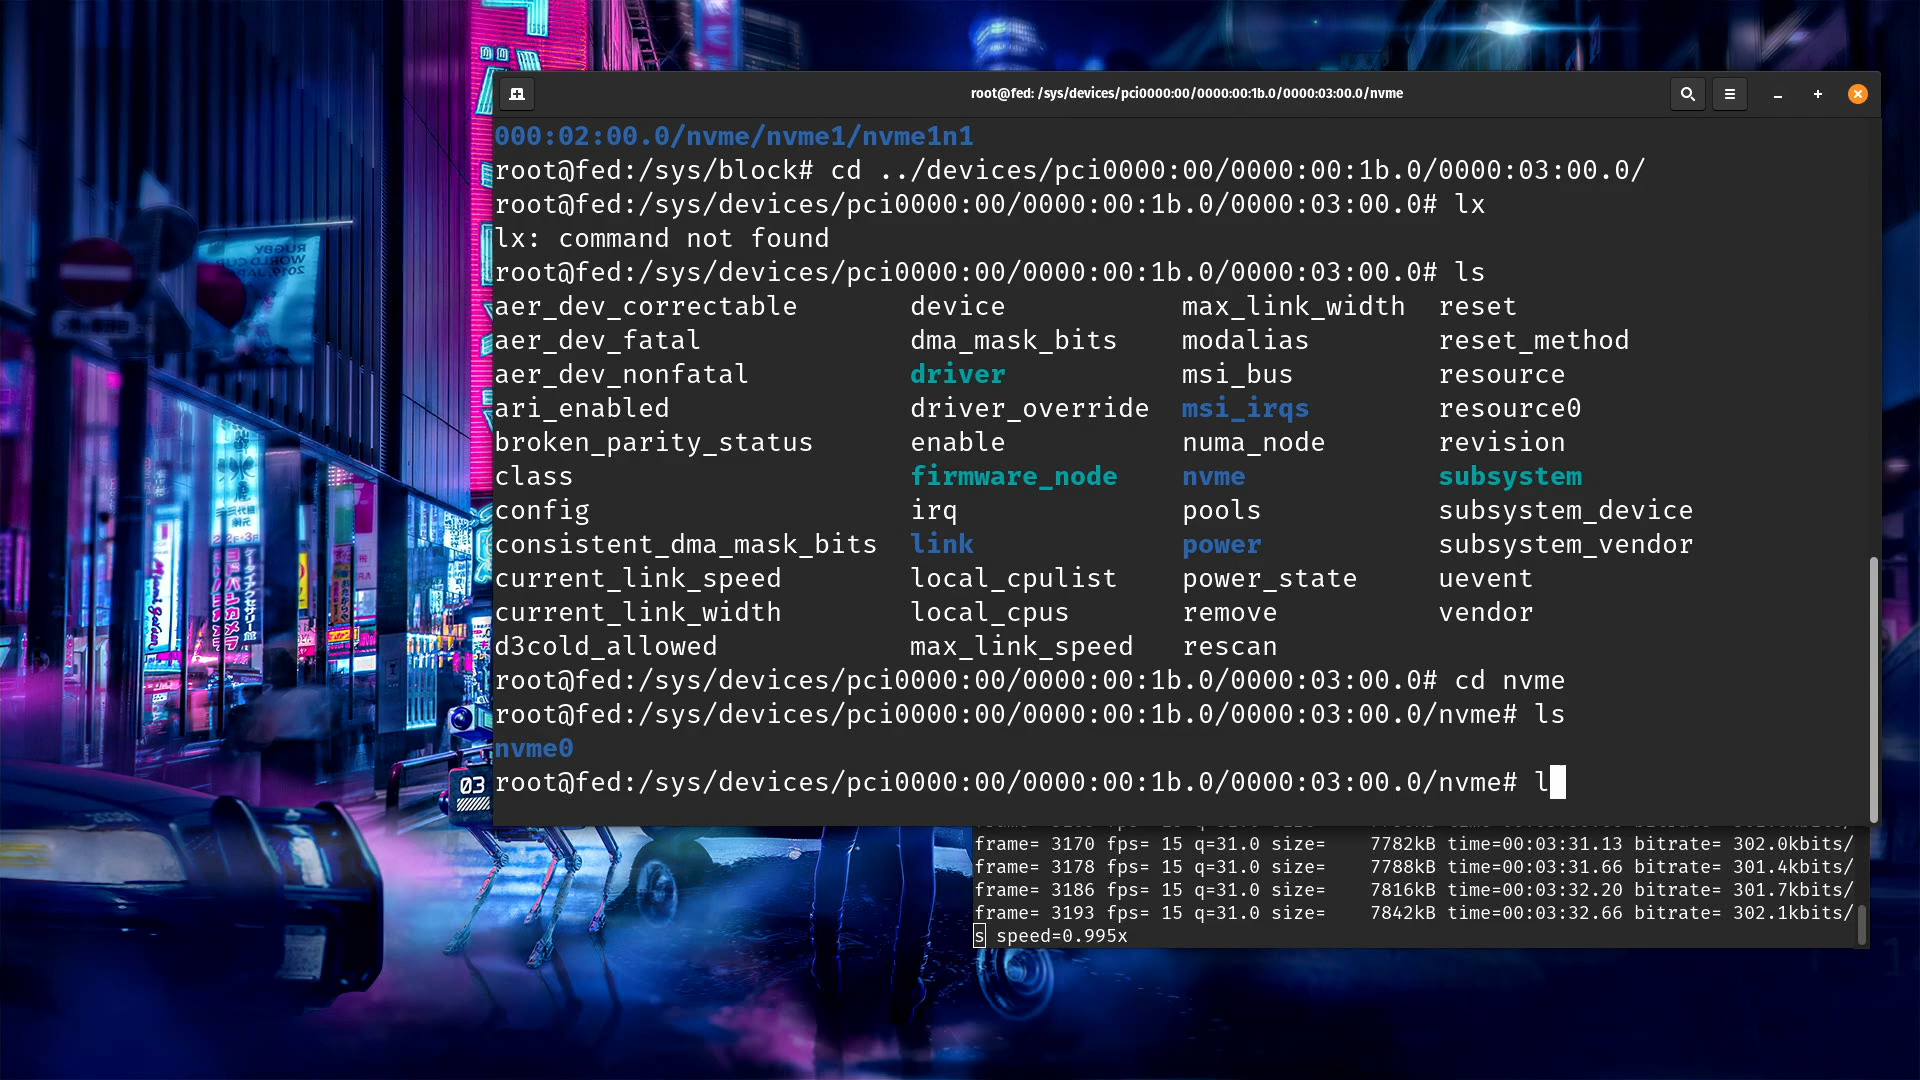 root@fed: /sys/devices/pci0000:00/0000:00:1b.0/0000:03:00.0/nvme
000:02:00.0/nvme/nvme1/nvme1n1
root@fed:/sys/block# cd ../devices/pci0000:00/0000:00:1b.0/0000:03:00.0/
root@fed:/sys/devices/pci0000:00/0000:00:1b.0/0000:03:00.0# lx
lx: command not found
root@fed:/sys/devices/pci0000:00/0000:00:1b.0/0000:03:00.0# ls
aer_dev_correctable device max_link_width reset
aer_dev_fatal dma_mask_bits modalias reset_method
aer_dev_nonfatal driver msi_bus resource
ari_enabled driver_override msi_irqs resource0
broken_parity_status enable numa_node revision
class firmware_node nvme subsystem
config irq pools subsystem_device
consistent_dma_mask_bits link power subsystem_vendor
current_link_speed local_cpulist power_state uevent
current_link_width local_cpus remove vendor
d3cold_allowed max_link_speed rescan
root@fed:/sys/devices/pci0000:00/0000:00:1b.0/0000:03:00.0# cd nvme
root@fed:/sys/devices/pci0000:00/0000:00:1b.0/0000:03:00.0/nvme# ls
nvme0
root@fed:/sys/devices/pci0000:00/0000:00:1b.0/0000:03:00.0/nvme# l
frame= 3170 fps= 15 q=31.0 size= 7782kB time=00:03:31.13 bitrate= 302.0kbits/
frame= 3178 fps= 15 q=31.0 size= 7788kB time=00:03:31.66 bitrate= 301.4kbits/
frame= 3186 fps= 15 q=31.0 size= 7816kB time=00:03:32.20 bitrate= 301.7kbits/
frame= 3193 fps= 15 q=31.0 size= 7842kB time=00:03:32.66 bitrate= 302.1kbits/
s speed=0.995x
03
RUGBY
WORLD CUP